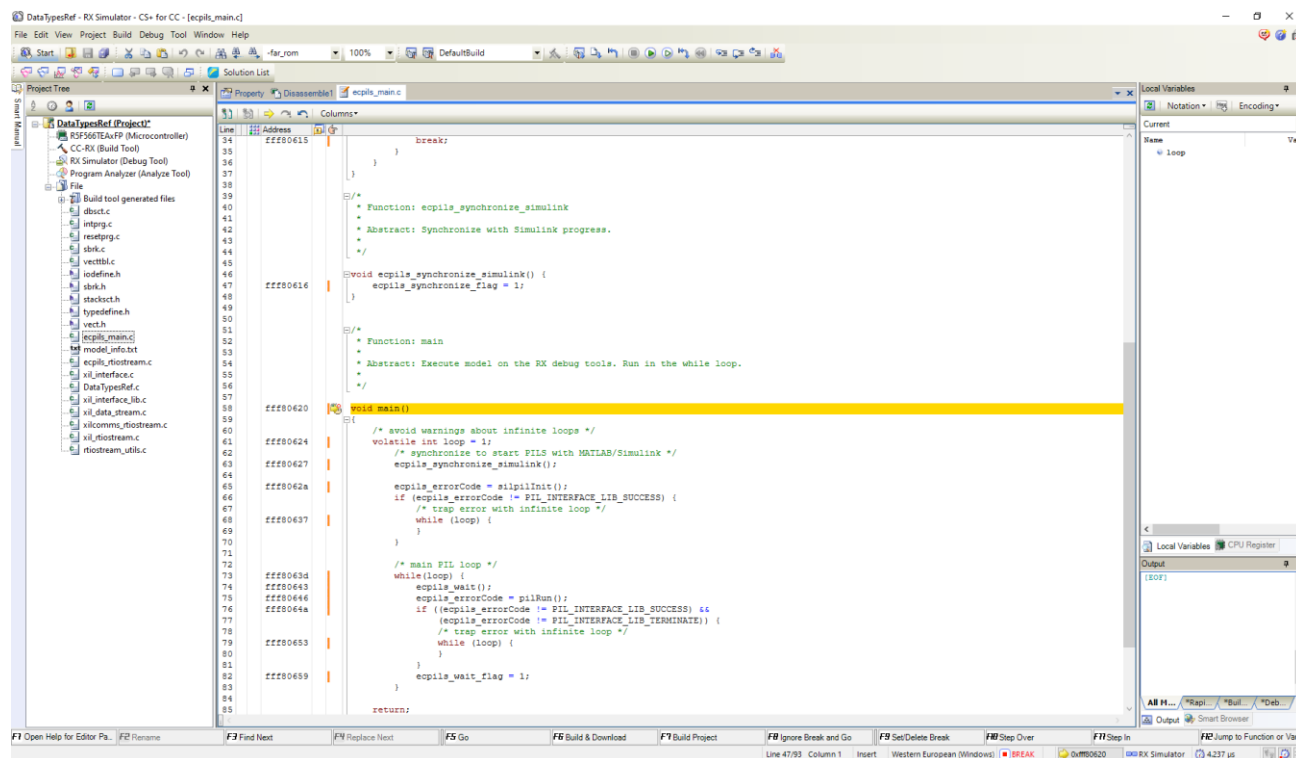 DataTypesRef - RX Simulator - CS+ for CC - [ecpils_main.c]
File Edit View Project Build Debug Tool Window Help
Start -far_rom 100% DefaultBuild
Solution List
Project Tree
Smart Manual
DataTypesRef (Project)*
R5F566TEAxFP (Microcontroller)
CC-RX (Build Tool)
RX Simulator (Debug Tool)
Program Analyzer (Analyze Tool)
File
Build tool generated files
dbsct.c
intprg.c
resetprg.c
sbrk.c
vecttbl.c
iodefine.h
sbrk.h
stacksct.h
typedefine.h
vect.h
ecpils_main.c
model_info.txt
ecpils_rtiostream.c
xil_interface.c
DataTypesRef.c
xil_interface_lib.c
xil_data_stream.c
xilcomms_rtiostream.c
xil_rtiostream.c
rtiostream_utils.c
Property Disassemble1 ecpils_main.c
Columns
Line Address
34 fff80615 break;
35 }
36 }
37 }
38
39 /*
40 * Function: ecpils_synchronize_simulink
41 *
42 * Abstract: Synchronize with Simulink progress.
43 *
44 */
45
46 void ecpils_synchronize_simulink() {
47 fff80616 ecpils_synchronize_flag = 1;
48 }
49
50
51 /*
52 * Function: main
53 *
54 * Abstract: Execute model on the RX debug tools. Run in the while loop.
55 *
56 */
57
58 fff80620 void main()
59 {
60 /* avoid warnings about infinite loops */
61 fff80624 volatile int loop = 1;
62 /* synchronize to start PILS with MATLAB/Simulink */
63 fff80627 ecpils_synchronize_simulink();
64
65 fff8062a ecpils_errorCode = silpilInit();
66 if (ecpils_errorCode != PIL_INTERFACE_LIB_SUCCESS) {
67 /* trap error with infinite loop */
68 fff80637 while (loop) {
69 }
70 }
71
72 /* main PIL loop */
73 fff8063d while(loop) {
74 fff80643 ecpils_wait();
75 fff80646 ecpils_errorCode = pilRun();
76 fff8064a if ((ecpils_errorCode != PIL_INTERFACE_LIB_SUCCESS) &&
77 (ecpils_errorCode != PIL_INTERFACE_LIB_TERMINATE)) {
78 /* trap error with infinite loop */
79 fff80653 while (loop) {
80 }
81 }
82 fff80659 ecpils_wait_flag = 1;
83 }
84
85 return;
Local Variables
Notation Encoding
Current
Name Va
loop
Local Variables CPU Register
Output
[EOF]
All M... *Rapi... *Buil... *Deb...
Output Smart Browser
F1 Open Help for Editor Pa... F2 Rename F3 Find Next F4 Replace Next F5 Go F6 Build & Download F7 Build Project F8 Ignore Break and Go F9 Set/Delete Break F10 Step Over F11 Step In F12 Jump to Function or Var
Line 47/93 Column 1 Insert Western European (Windows) BREAK 0xfff80620 RX Simulator 4.237 µs